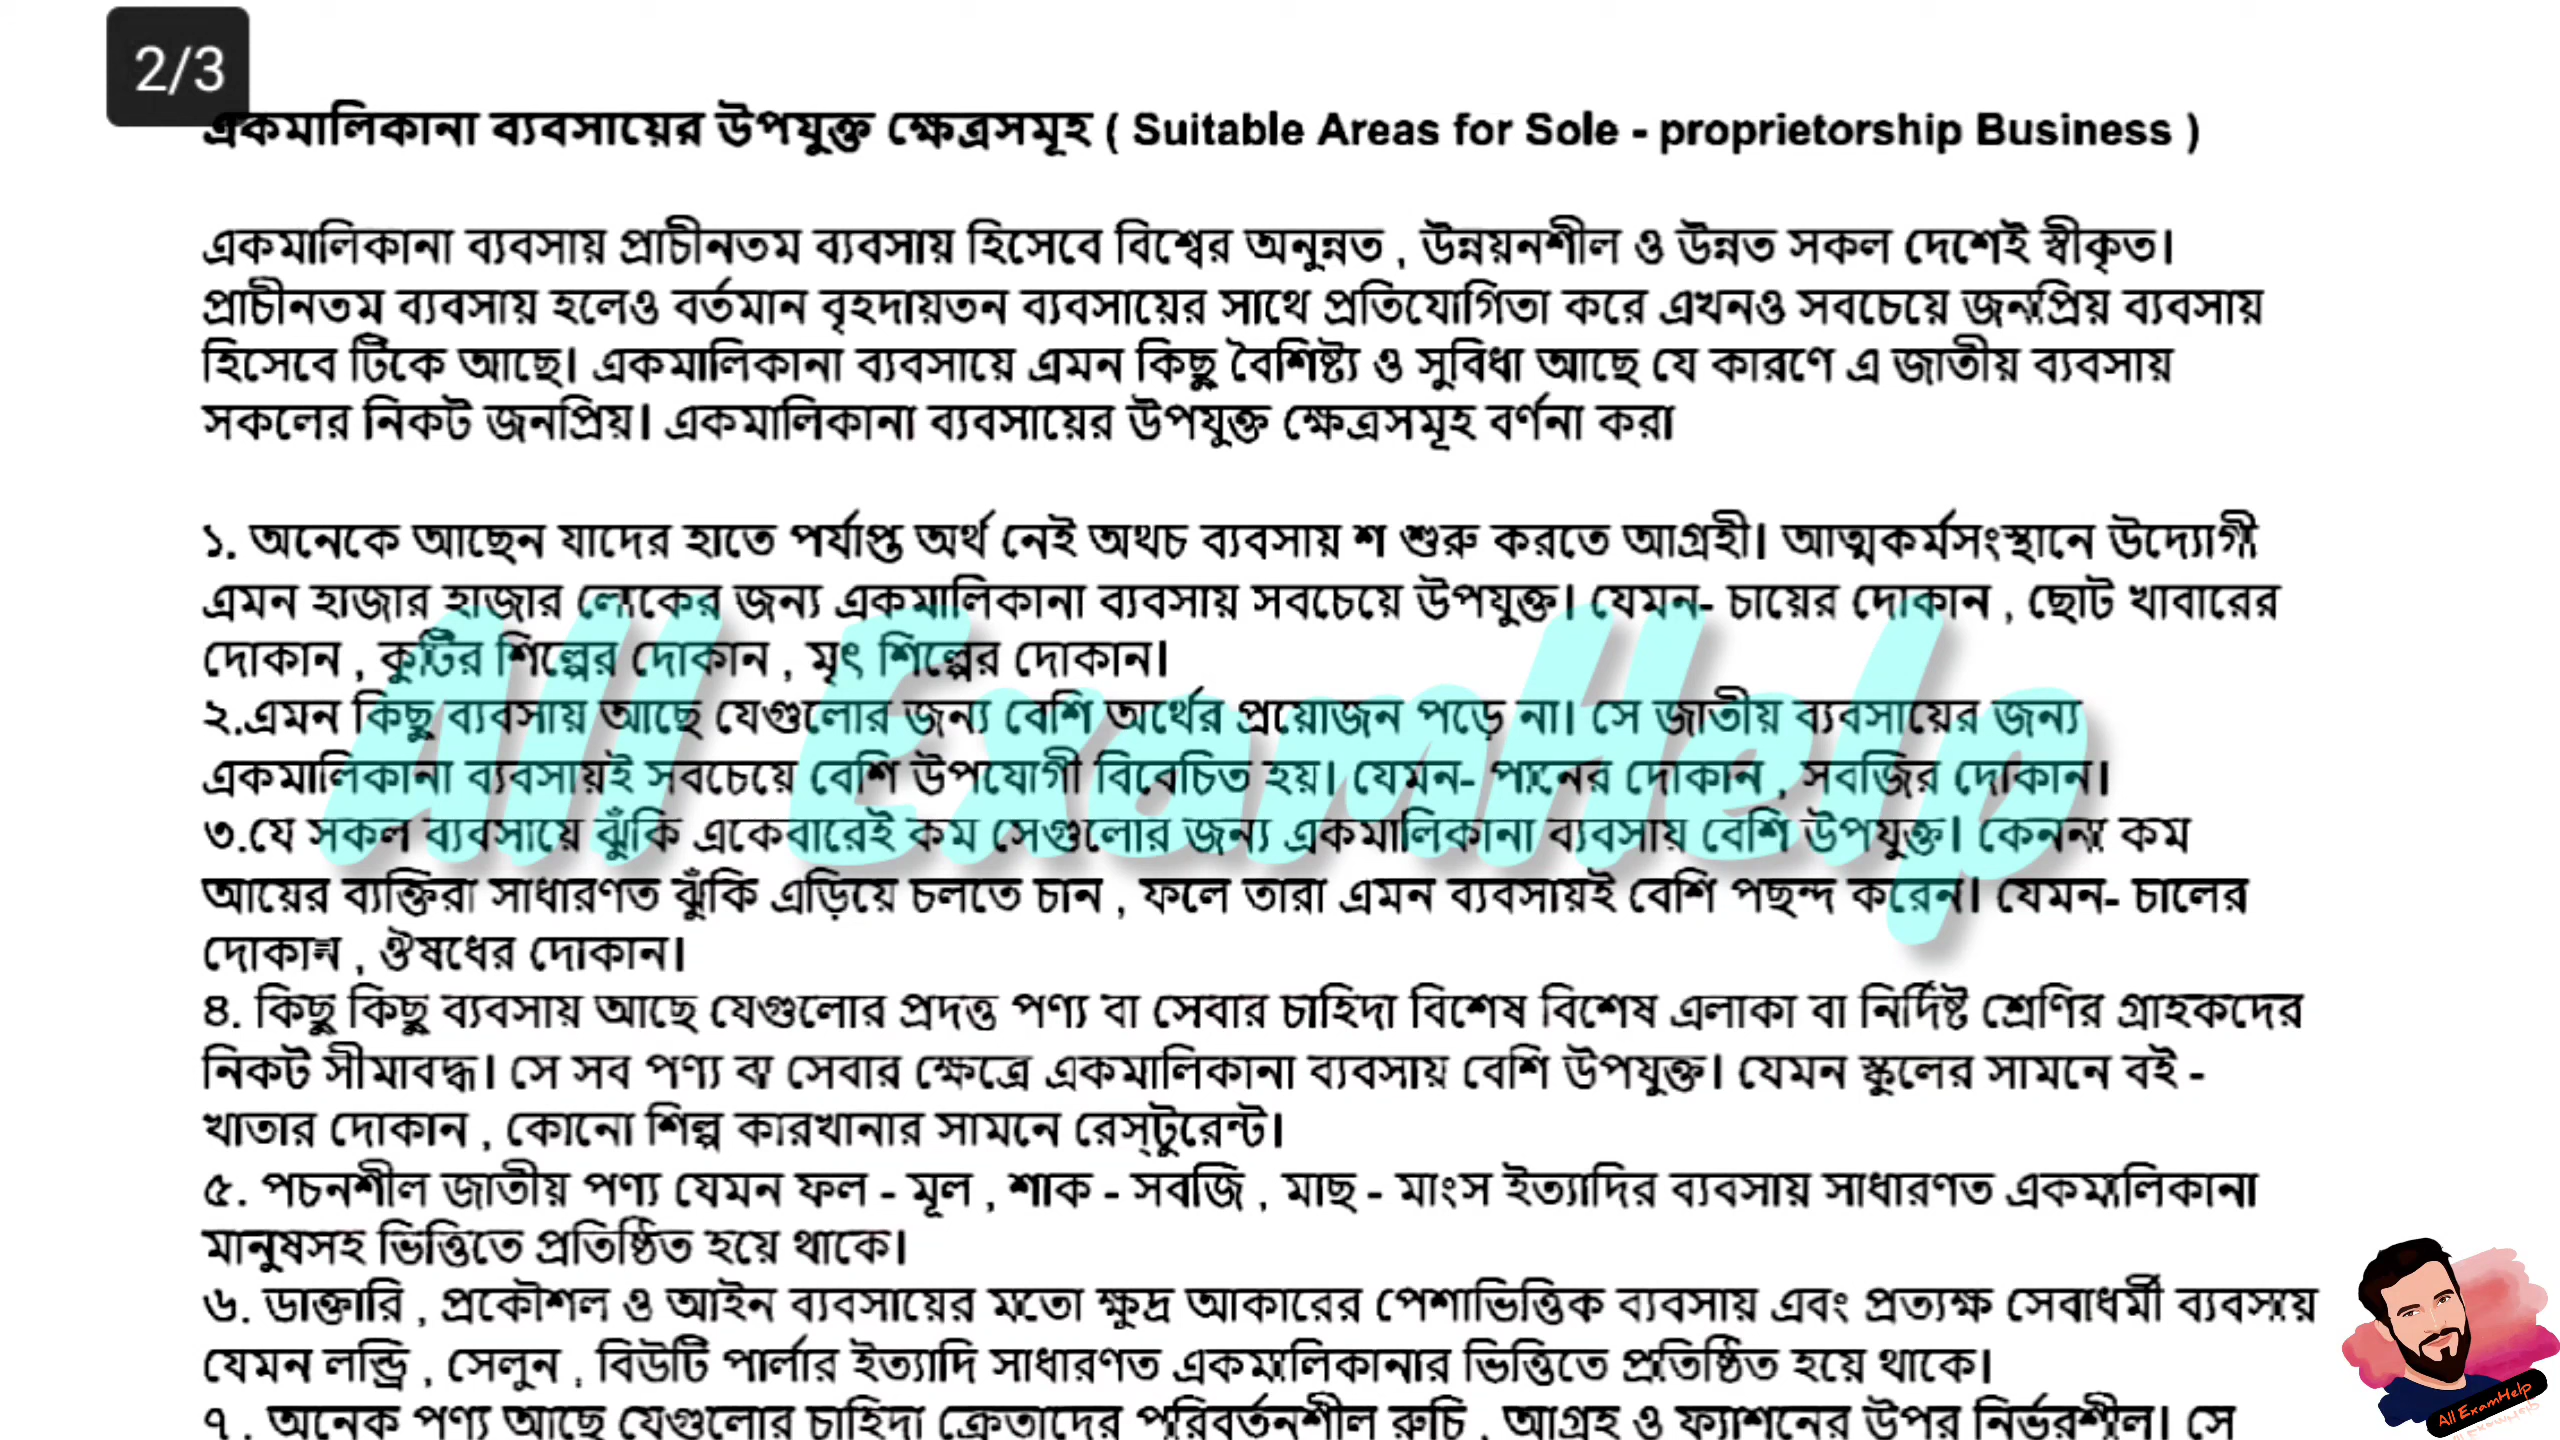 2/3
একমালিকানা ব্যবসায়ের উপযুক্ত ক্ষেত্রসমূহ ( Suitable Areas for Sole - proprietorship Business )
একমালিকানা ব্যবসায় প্রাচীনতম ব্যবসায় হিসেবে বিশ্বের অনুন্নত , উন্নয়নশীল ও উন্নত সকল দেশেই স্বীকৃত।
প্রাচীনতম ব্যবসায় হলেও বর্তমান বৃহদায়তন ব্যবসায়ের সাথে প্রতিযোগিতা করে এখনও সবচেয়ে জনপ্রিয় ব্যবসায়
হিসেবে টিকে আছে। একমালিকানা ব্যবসায়ে এমন কিছু বৈশিষ্ট্য ও সুবিধা আছে যে কারণে এ জাতীয় ব্যবসায়
সকলের নিকট জনপ্রিয়। একমালিকানা ব্যবসায়ের উপযুক্ত ক্ষেত্রসমূহ বর্ণনা করা
১. অনেকে আছেন যাদের হাতে পর্যাপ্ত অর্থ নেই অথচ ব্যবসায় শ শুরু করতে আগ্রহী। আত্মকর্মসংস্থানে উদ্যোগী
এমন হাজার হাজার লোকের জন্য একমালিকানা ব্যবসায় সবচেয়ে উপযুক্ত। যেমন- চায়ের দোকান , ছোট খাবারের
দোকান , কুটির শিল্পের দোকান , মৃৎ শিল্পের দোকান।
২.এমন কিছু ব্যবসায় আছে যেগুলোর জন্য বেশি অর্থের প্রয়োজন পড়ে না। সে জাতীয় ব্যবসায়ের জন্য
একমালিকানা ব্যবসায়ই সবচেয়ে বেশি উপযোগী বিবেচিত হয়। যেমন- পানের দোকান , সবজির দোকান।
৩.যে সকল ব্যবসায়ে ঝুঁকি একেবারেই কম সেগুলোর জন্য একমালিকানা ব্যবসায় বেশি উপযুক্ত। কেননা কম
আয়ের ব্যক্তিরা সাধারণত ঝুঁকি এড়িয়ে চলতে চান , ফলে তারা এমন ব্যবসায়ই বেশি পছন্দ করেন। যেমন- চালের
দোকান , ঔষধের দোকান।
৪. কিছু কিছু ব্যবসায় আছে যেগুলোর প্রদত্ত পণ্য বা সেবার চাহিদা বিশেষ বিশেষ এলাকা বা নির্দিষ্ট শ্রেণির গ্রাহকদের
নিকট সীমাবদ্ধ। সে সব পণ্য বা সেবার ক্ষেত্রে একমালিকানা ব্যবসায় বেশি উপযুক্ত। যেমন স্কুলের সামনে বই -
খাতার দোকান , কোনো শিল্প কারখানার সামনে রেস্টুরেন্ট।
৫. পচনশীল জাতীয় পণ্য যেমন ফল - মূল , শাক - সবজি , মাছ - মাংস ইত্যাদির ব্যবসায় সাধারণত একমালিকানা
মানুষসহ ভিত্তিতে প্রতিষ্ঠিত হয়ে থাকে।
৬. ডাক্তারি , প্রকৌশল ও আইন ব্যবসায়ের মতো ক্ষুদ্র আকারের পেশাভিত্তিক ব্যবসায় এবং প্রত্যক্ষ সেবাধর্মী ব্যবসায়ে
যেমন লন্ড্রি , সেলুন , বিউটি পার্লার ইত্যাদি সাধারণত একমালিকানার ভিত্তিতে প্রতিষ্ঠিত হয়ে থাকে।
৭ . অনেক পণ্য আছে যেগুলোর চাহিদা ক্রেতাদের পরিবর্তনশীল রুচি , আগ্রহ ও ফ্যাশনের উপর নির্ভরশীল। সে
All ExamHelp
All ExamHelp